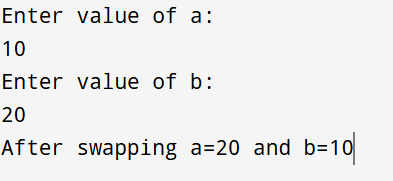 Enter value of a:
10
Enter value of b:
20
After swapping a=20 and b=10